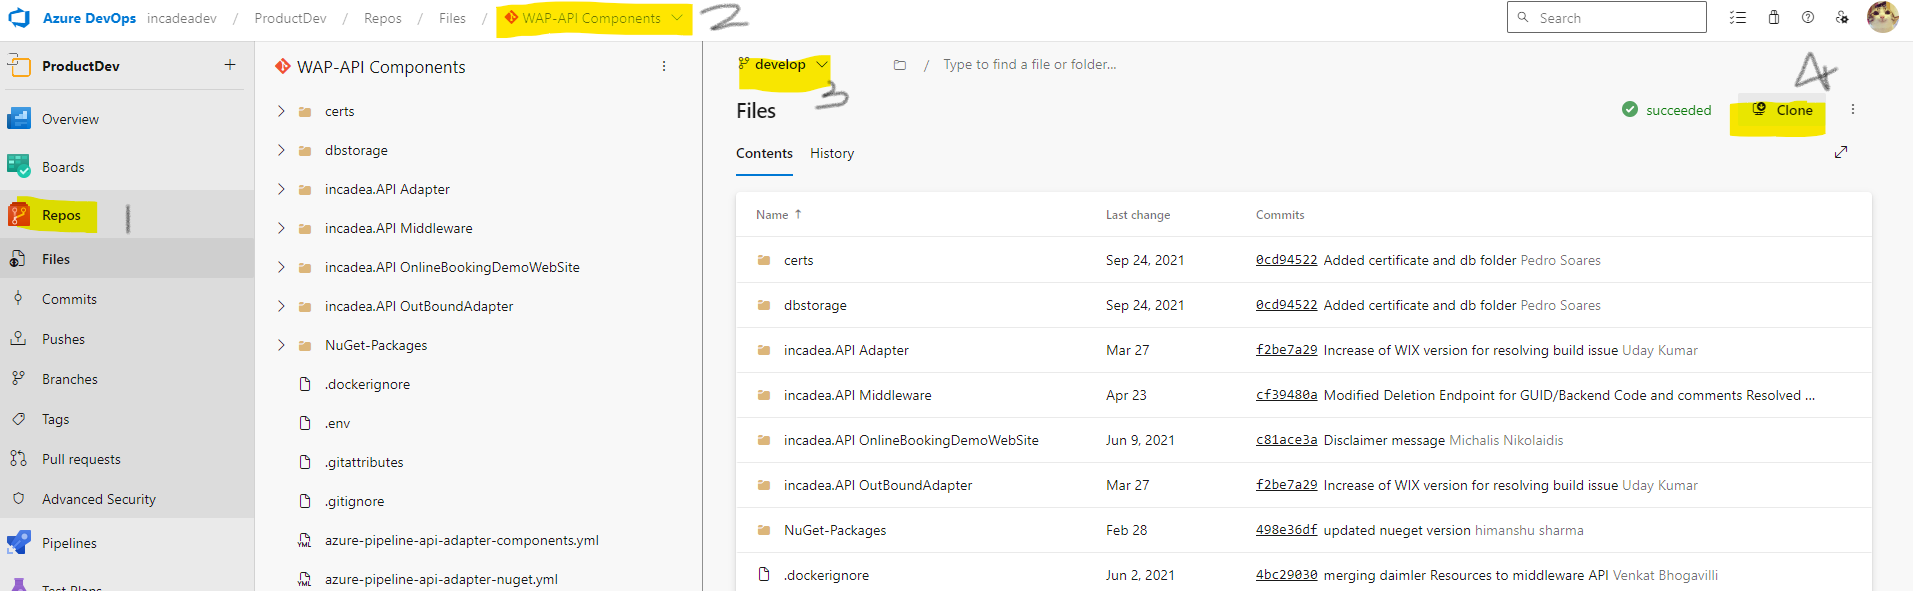 Azure DevOps incadeadev / ProductDev / Repos / Files / WAP-API Components 2 Search
ProductDev +
WAP-API Components
develop 3 / Type to find a file or folder...
Files
succeeded Clone 4
Contents History
Overview
Boards
Repos 1
Files
Commits
Pushes
Branches
Tags
Pull requests
Advanced Security
Pipelines
Test Plans
certs
dbstorage
incadea.API Adapter
incadea.API Middleware
incadea.API OnlineBookingDemoWebSite
incadea.API OutBoundAdapter
NuGet-Packages
.dockerignore
.env
.gitattributes
.gitignore
YML azure-pipeline-api-adapter-components.yml
YML azure-pipeline-api-adapter-nuget.yml
Name ↑ Last change Commits
certs Sep 24, 2021 0cd94522 Added certificate and db folder Pedro Soares
dbstorage Sep 24, 2021 0cd94522 Added certificate and db folder Pedro Soares
incadea.API Adapter Mar 27 f2be7a29 Increase of WIX version for resolving build issue Uday Kumar
incadea.API Middleware Apr 23 cf39480a Modified Deletion Endpoint for GUID/Backend Code and comments Resolved ...
incadea.API OnlineBookingDemoWebSite Jun 9, 2021 c81ace3a Disclaimer message Michalis Nikolaidis
incadea.API OutBoundAdapter Mar 27 f2be7a29 Increase of WIX version for resolving build issue Uday Kumar
NuGet-Packages Feb 28 498e36df updated nueget version himanshu sharma
.dockerignore Jun 2, 2021 4bc29030 merging daimler Resources to middleware API Venkat Bhogavilli